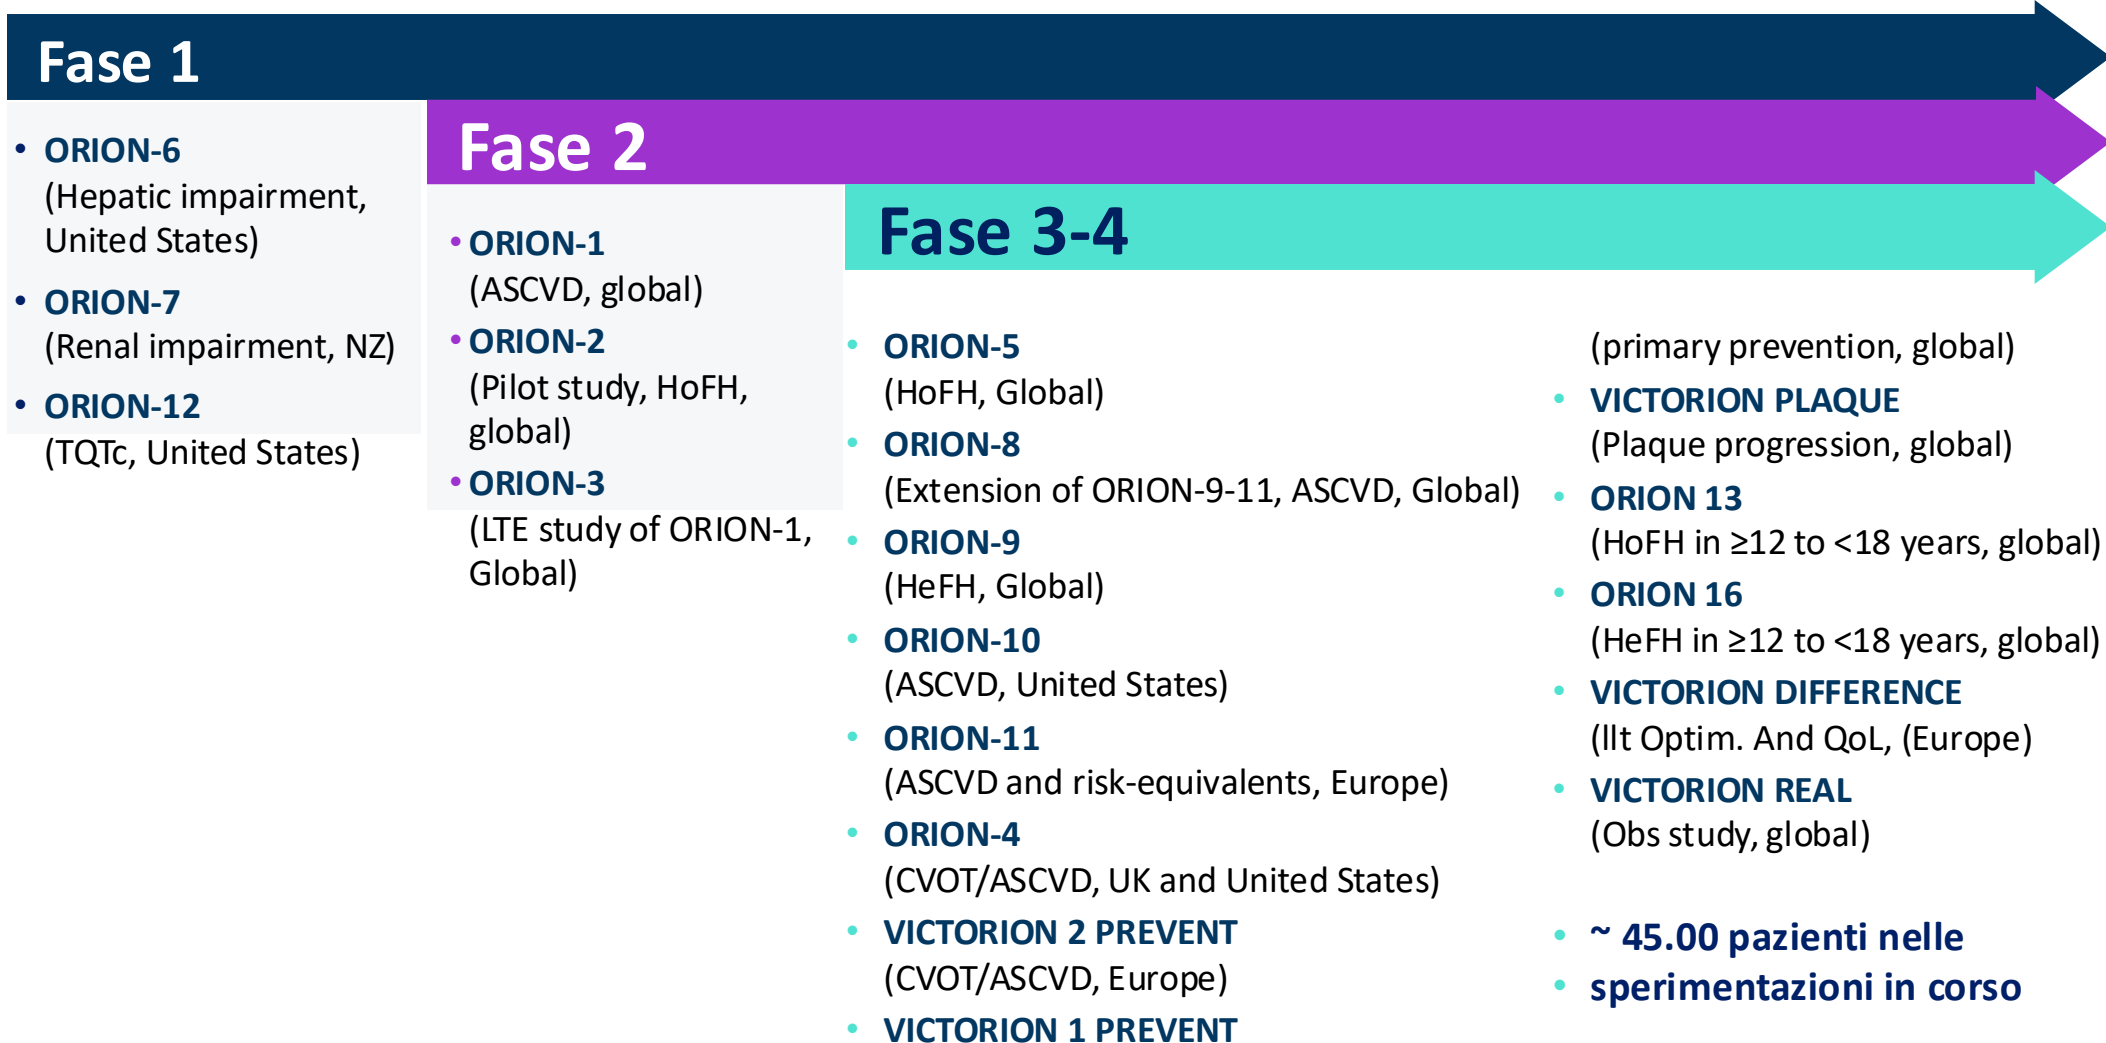 Fase 1
• ORION-6
(Hepatic impairment,
United States)
• ORION-7
(Renal impairment, NZ)
• ORION-12
(TQTc, United States)
Fase 2
• ORION-1
(ASCVD, global)
• ORION-2
(Pilot study, HoFH,
global)
• ORION-3
(LTE study of ORION-1,
Global)
Fase 3-4
• ORION-5
(HoFH, Global)
• ORION-8
(Extension of ORION-9-11, ASCVD, Global)
• ORION-9
(HeFH, Global)
• ORION-10
(ASCVD, United States)
• ORION-11
(ASCVD and risk-equivalents, Europe)
• ORION-4
(CVOT/ASCVD, UK and United States)
• VICTORION 2 PREVENT
(CVOT/ASCVD, Europe)
• VICTORION 1 PREVENT
(primary prevention, global)
• VICTORION PLAQUE
(Plaque progression, global)
• ORION 13
(HoFH in ≥12 to <18 years, global)
• ORION 16
(HeFH in ≥12 to <18 years, global)
• VICTORION DIFFERENCE
(llt Optim. And QoL, (Europe)
• VICTORION REAL
(Obs study, global)
• ~ 45.00 pazienti nelle
• sperimentazioni in corso